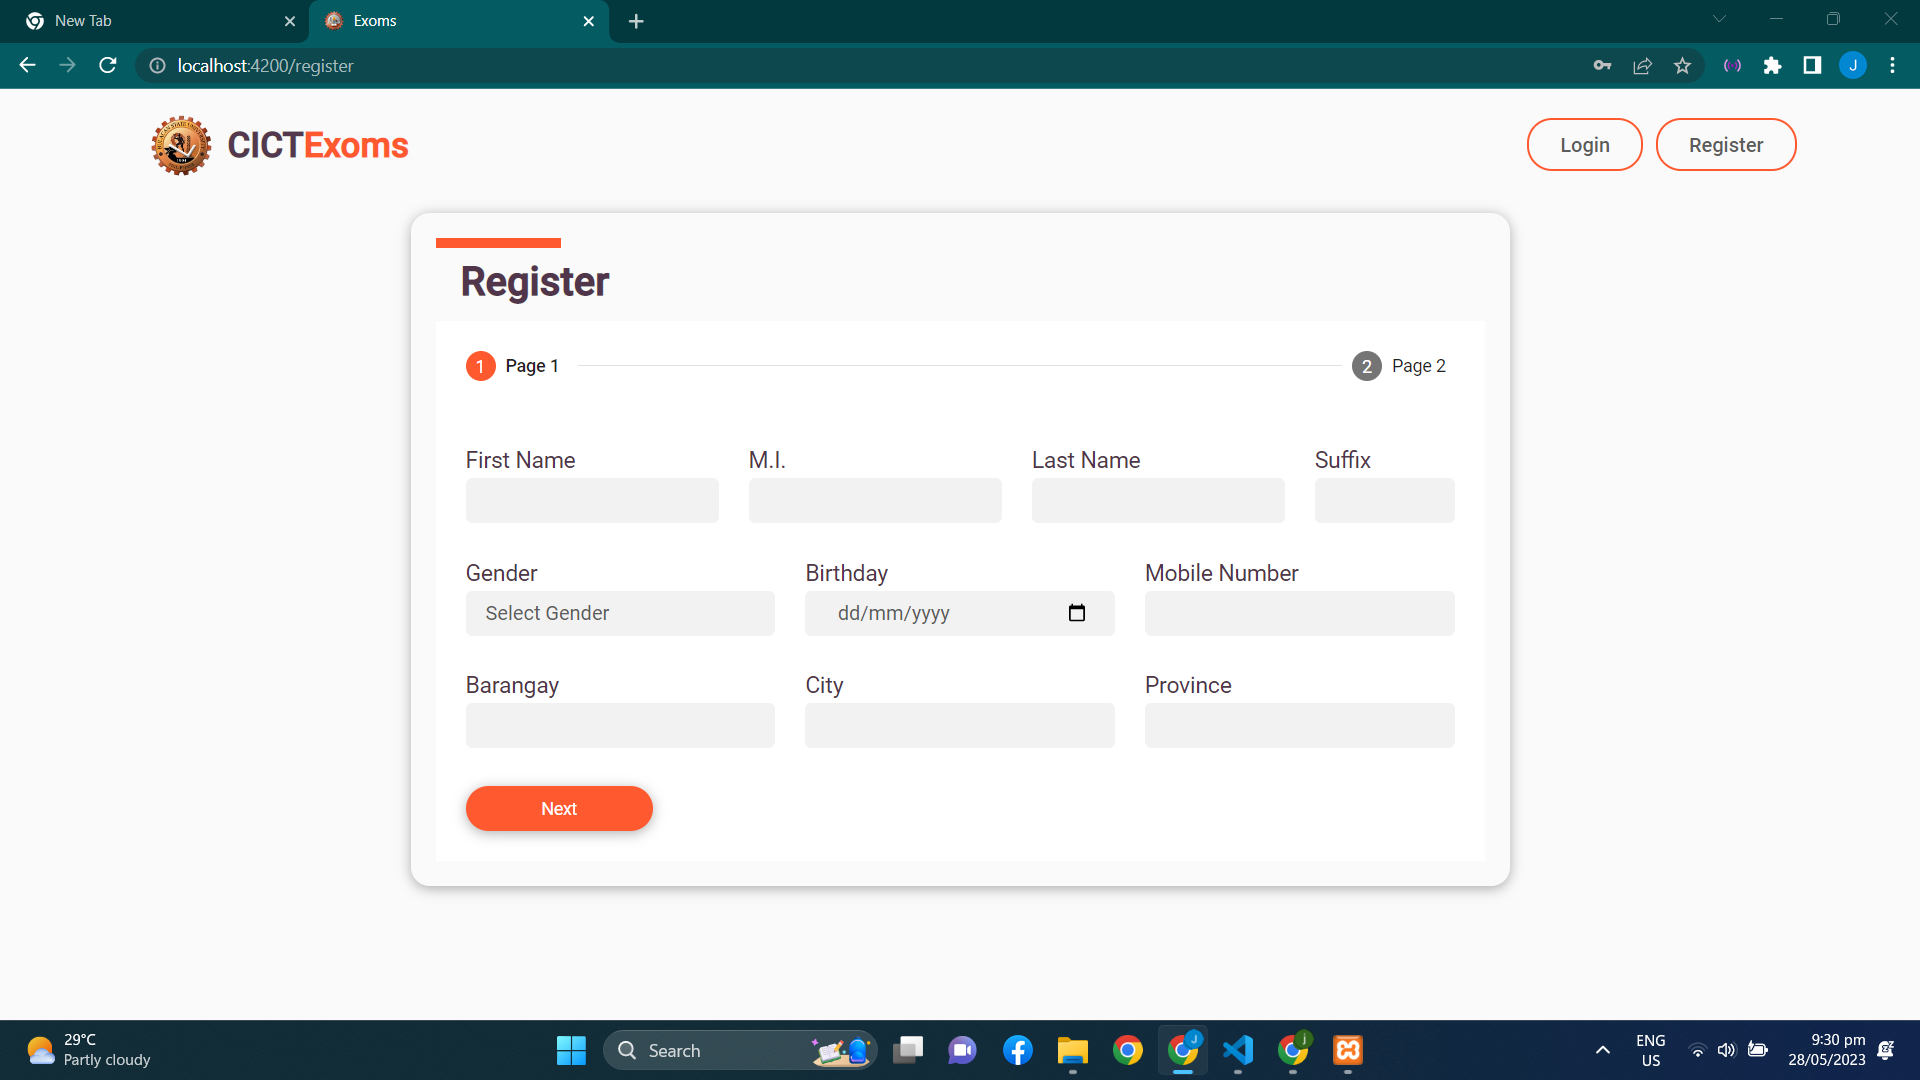 New Tab
Exoms
localhost:4200/register
J
CICTExoms
Login
Register
Register
1 Page 1
2 Page 2
First Name
M.I.
Last Name
Suffix
Gender
Birthday
Mobile Number
Select Gender
dd/mm/yyyy
Barangay
City
Province
Next
29°C
Partly cloudy
Search
J
j
ENG
US
9:30 pm
28/05/2023